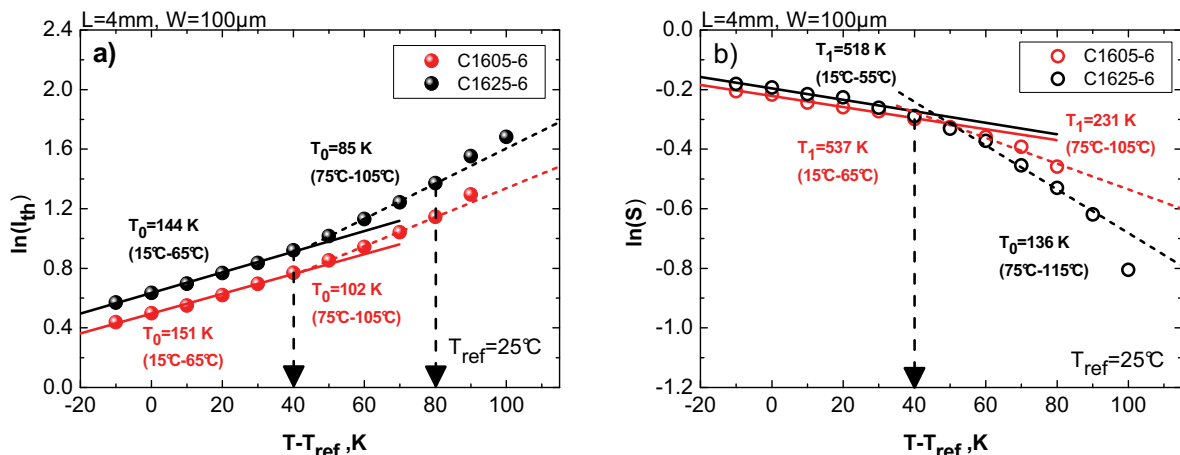 L=4mm, W=100µm
a)
C1605-6
C1625-6
T0=85 K
(75℃-105℃)
T0=144 K
(15℃-65℃)
T0=102 K
(75℃-105℃)
T0=151 K
(15℃-65℃)
Tref=25℃
ln(Ith)
2.4
2.0
1.6
1.2
0.8
0.4
0.0
-20 0 20 40 60 80 100
T-Tref ,K
L=4mm, W=100µm
b)
C1605-6
C1625-6
T1=518 K
(15℃-55℃)
T1=231 K
(75℃-105℃)
T1=537 K
(15℃-65℃)
T0=136 K
(75℃-115℃)
Tref=25℃
ln(S)
0.0
-0.2
-0.4
-0.6
-0.8
-1.0
-1.2
-20 0 20 40 60 80 100
T-Tref ,K